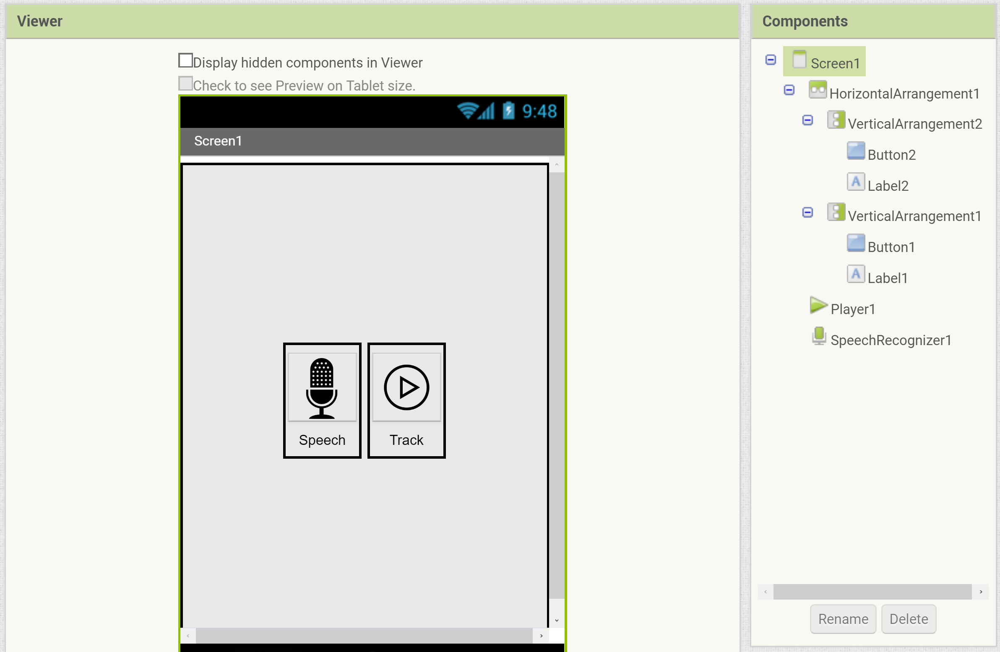 Viewer
Display hidden components in Viewer
Check to see Preview on Tablet size.
9:48
Screen1
Speech
Track
Components
Screen1
HorizontalArrangement1
VerticalArrangement2
Button2
A Label2
VerticalArrangement1
Button1
A Label1
Player1
SpeechRecognizer1
Rename
Delete